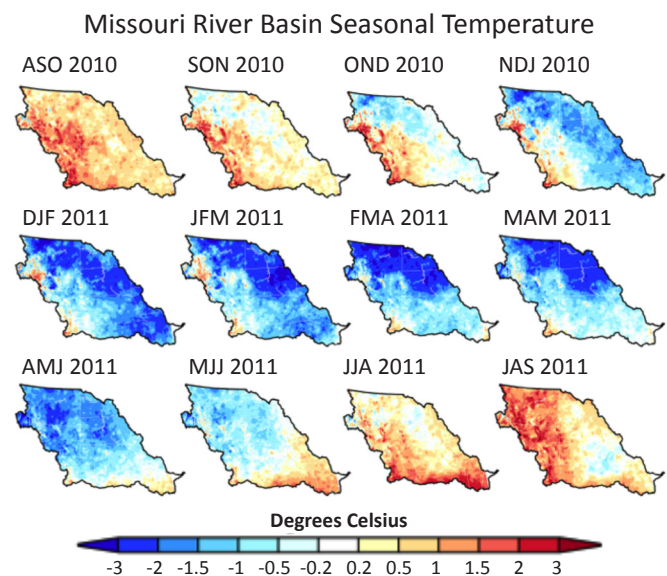 Missouri River Basin Seasonal Temperature
ASO 2010 SON 2010 OND 2010 NDJ 2010
DJF 2011 JFM 2011 FMA 2011 MAM 2011
AMJ 2011 MJJ 2011 JJA 2011 JAS 2011
Degrees Celsius
-3 -2 -1.5 -1 -0.5 -0.2 0.2 0.5 1 1.5 2 3